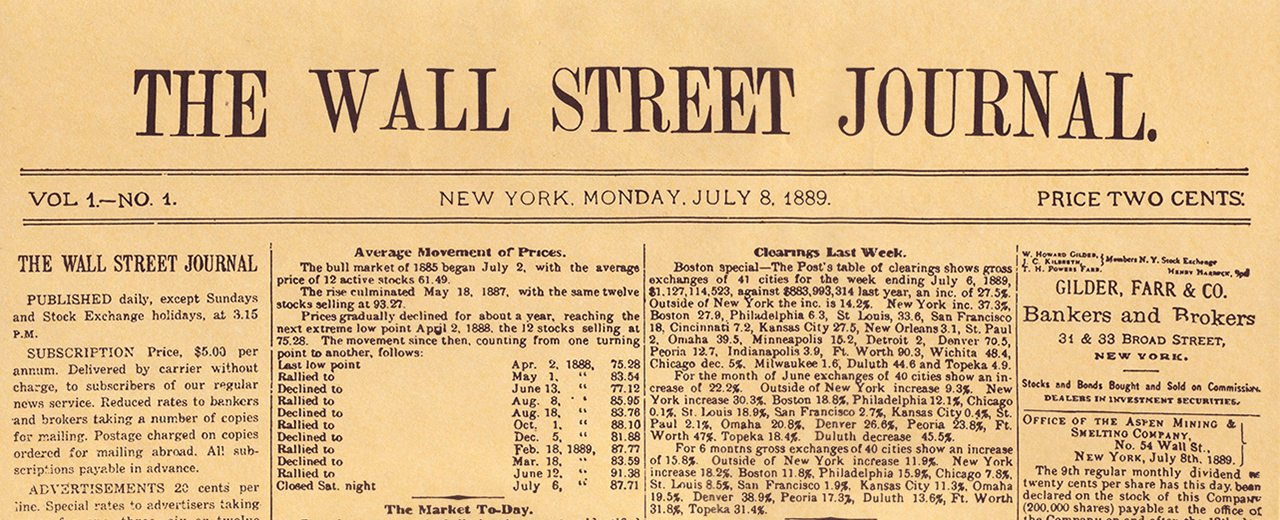 THE WALL STREET JOURNAL.
VOL 1.—NO. 1.
NEW YORK, MONDAY, JULY 8, 1889.
PRICE TWO CENTS.
THE WALL STREET JOURNAL
PUBLISHED daily, except Sundays
and Stock Exchange holidays, at 3.15
P.M.
SUBSCRIPTION Price, $5.00 per
annum. Delivered by carrier without
charge, to subscribers of our regular
news service. Reduced rates to bankers
and brokers taking a number of copies
for mailing. Postage charged on copies
ordered for mailing abroad. All sub-
scriptions payable in advance.
ADVERTISEMENTS 20 cents per
line. Special rates to advertisers taking
Average Movement of Prices.
The bull market of 1885 began July 2, with the average
price of 12 active stocks 61.49.
The rise culminated May 18, 1887, with the same twelve
stocks selling at 93.27.
Prices gradually declined for about a year, reaching the
next extreme low point April 2, 1888, the 12 stocks selling at
75.28. The movement since then, counting from one turning
point to another, follows:
Last low point Apr. 2, 1888, 75.28
Rallied to May 1, “ 83.54
Declined to June 13, “ 77.12
Rallied to Aug. 8, “ 85.95
Declined to Aug. 18, “ 83.76
Rallied to Oct. 1, “ 88.10
Declined to Dec. 5, “ 81.88
Rallied to Feb. 18, 1889, 87.77
Declined to Mar. 18, “ 83.59
Rallied to June 12, “ 91.38
Closed Sat. night July 6, “ 87.71
The Market To-Day.
Clearings Last Week.
Boston special—The Post's table of clearings shows gross
exchanges of 41 cities for the week ending July 6, 1889,
$1,127,114,523, against $883,993,314 last year, an inc. of 27.5%.
Outside of New York the inc. is 14.2%. New York inc. 37.3%,
Boston 27.9, Philadelphia 6 3, St Louis, 33.6, San Francisco
18, Cincinnati 7.2, Kansas City 27.5, New Orleans 3.1, St. Paul
2, Omaha 39.5, Minneapolis 15.2, Detroit 2, Denver 70.5,
Peoria 12.7, Indianapolis 3.9, Ft. Worth 90.3, Wichita 48.4,
Chicago dec. 5%, Milwaukee 1.6, Duluth 44.6 and Topeka 4.9.
For the month of June exchanges of 40 cities show an in-
crease of 22.2%. Outside of New York increase 9.3%. New
York increase 30.3%, Boston 18.8%, Philadelphia 12.1%, Chicago
0.1%, St. Louis 18.9%, San Francisco 2.7%, Kansas City 0.4%, St.
Paul 2.1%, Omaha 20.8%, Denver 26.6%, Peoria 23.8%, Ft.
Worth 47%, Topeka 18.4%. Duluth decrease 45.5%.
For 6 months gross exchanges of 40 cities show an increase
of 15.8%. Outside of New York increase 11.9%. New York
increase 18.2%, Boston 11.8%, Philadelphia 15.9%, Chicago 7.8%,
St. Louis 8.5%, San Francisco 1.9%, Kansas City 11.3%, Omaha
19.5%, Denver 38.9%, Peoria 17.3%, Duluth 13.6%, Ft. Worth
31.8%, Topeka 31.4%.
W. HOWARD GILDER,
J. C. KILBRETH,
T. H. POWERS FARR.
Members N. Y. Stock Exchange
GILDER, FARR & CO.
Bankers and Brokers
31 & 33 BROAD STREET,
NEW YORK.
Stocks and Bonds Bought and Sold on Commission.
DEALERS IN INVESTMENT SECURITIES.
OFFICE OF THE ASPEN MINING &
SMELTING COMPANY,
No. 54 Wall St.,
NEW YORK, July 8th. 1889.
The 9th regular monthly dividend
twenty cents per share has this day been
declared on the stock of this Company
(200,000 shares) payable at the office of